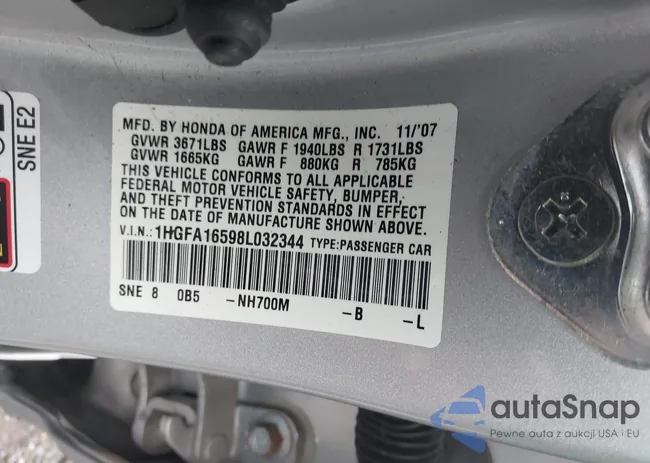 MFD. BY HONDA OF AMERICA MFG., INC. 11/'07
GVWR 3671LBS GAWR F 1940LBS R 1731LBS
GVWR 1665KG GAWR F 880KG R 785KG
THIS VEHICLE CONFORMS TO ALL APPLICABLE
FEDERAL MOTOR VEHICLE SAFETY, BUMPER,
AND THEFT PREVENTION STANDARDS IN EFFECT
ON THE DATE OF MANUFACTURE SHOWN ABOVE.
V.I.N.: 1HGFA16598L032344 TYPE:PASSENGER CAR
SNE 8 0B5 -NH700M -B -L
SNE E2
autaSnap
Pewne auta z aukcji USA i EU